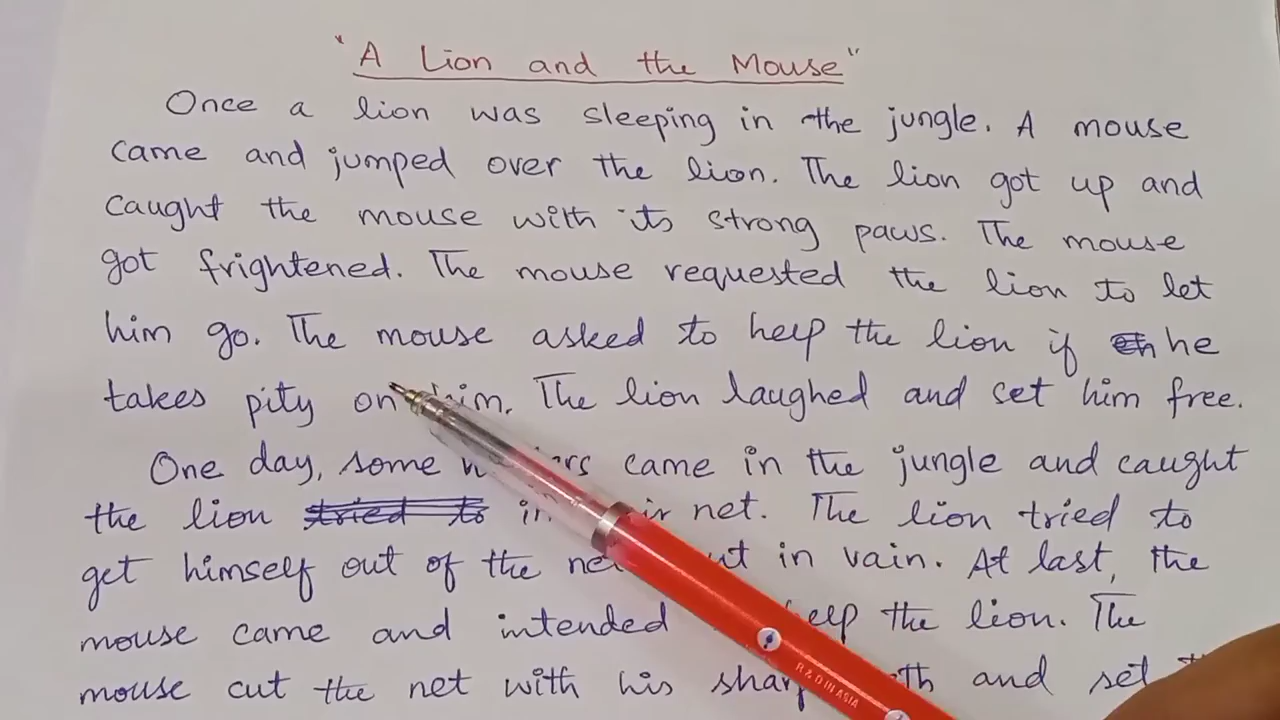 "A Lion and the Mouse"
Once a lion was sleeping in the jungle. A mouse
came and jumped over the lion. The lion got up and
caught the mouse with its strong paws. The mouse
got frightened. The mouse requested the lion to let
him go. The mouse asked to help the lion if he
takes pity on him. The lion laughed and set him free.
One day, some came in the jungle and caught
the lion tried to in net. The lion tried to
get himself out of the in vain. At last, the
mouse came and intended help the lion. The
mouse cut the net with his and set
R & D IN ASIA